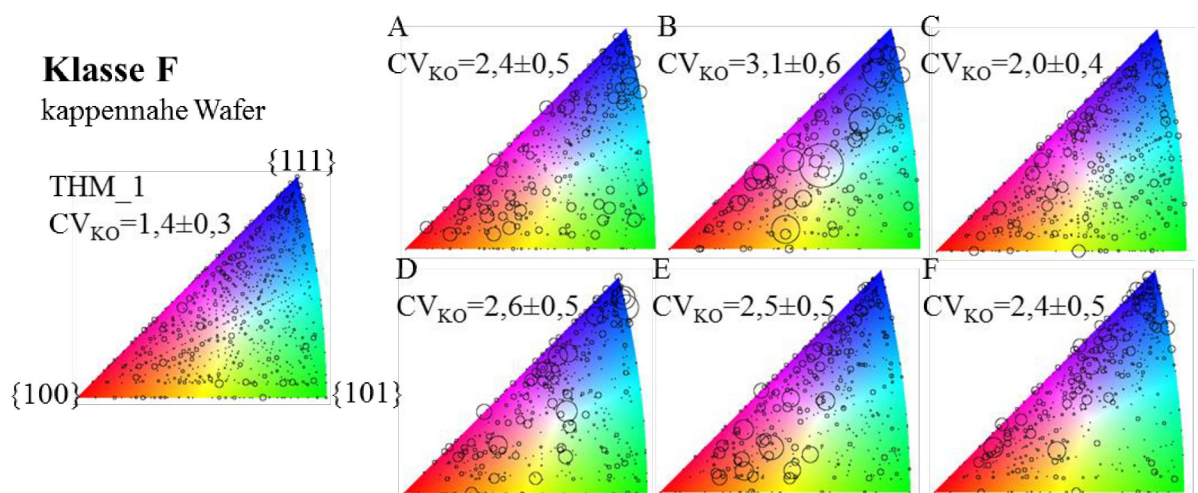 Klasse F
kappennahe Wafer
{111}
THM_1
CV_KO=1,4±0,3
{100}
{101}
A
CV_KO=2,4±0,5
B
CV_KO=3,1±0,6
C
CV_KO=2,0±0,4
D
CV_KO=2,6±0,5
E
CV_KO=2,5±0,5
F
CV_KO=2,4±0,5